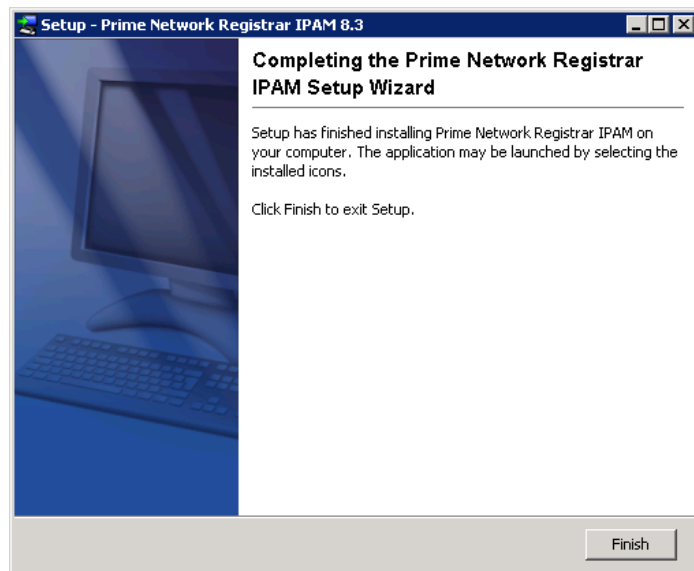 Setup - Prime Network Registrar IPAM 8.3
Completing the Prime Network Registrar
IPAM Setup Wizard
Setup has finished installing Prime Network Registrar IPAM on
your computer. The application may be launched by selecting the
installed icons.
Click Finish to exit Setup.
Finish